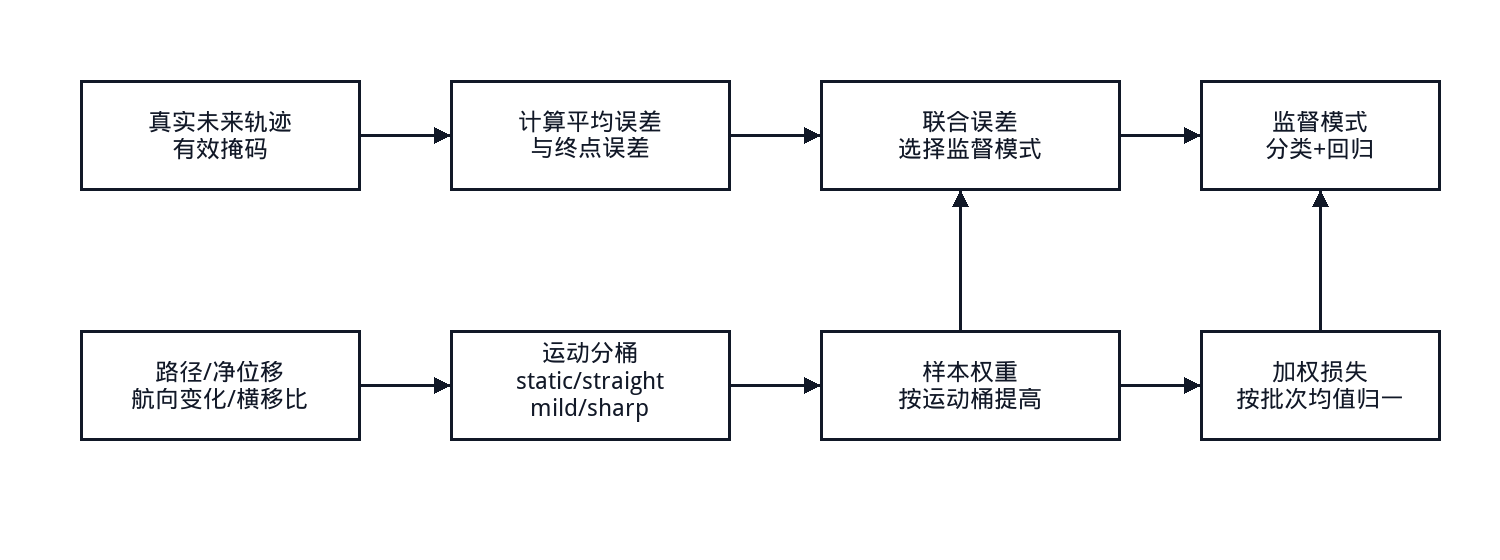 真实未来轨迹
有效掩码
计算平均误差
与终点误差
联合误差
选择监督模式
监督模式
分类+回归
路径/净位移
航向变化/横移比
运动分桶
static/straight
mild/sharp
样本权重
按运动桶提高
加权损失
按批次均值归一